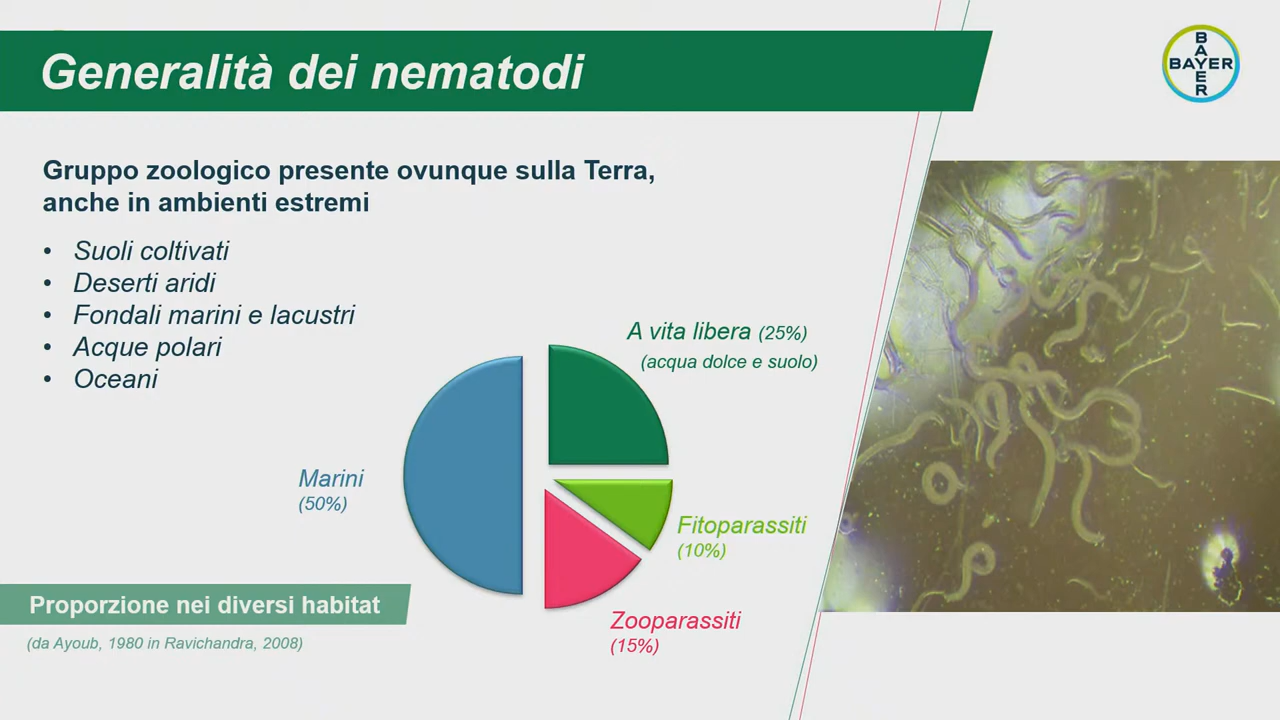 Generalità dei nematodi
BAYER
BAYER
Gruppo zoologico presente ovunque sulla Terra,
anche in ambienti estremi
• Suoli coltivati
• Deserti aridi
• Fondali marini e lacustri
• Acque polari
• Oceani
A vita libera (25%)
(acqua dolce e suolo)
Marini
(50%)
Fitoparassiti
(10%)
Zooparassiti
(15%)
Proporzione nei diversi habitat
(da Ayoub, 1980 in Ravichandra, 2008)